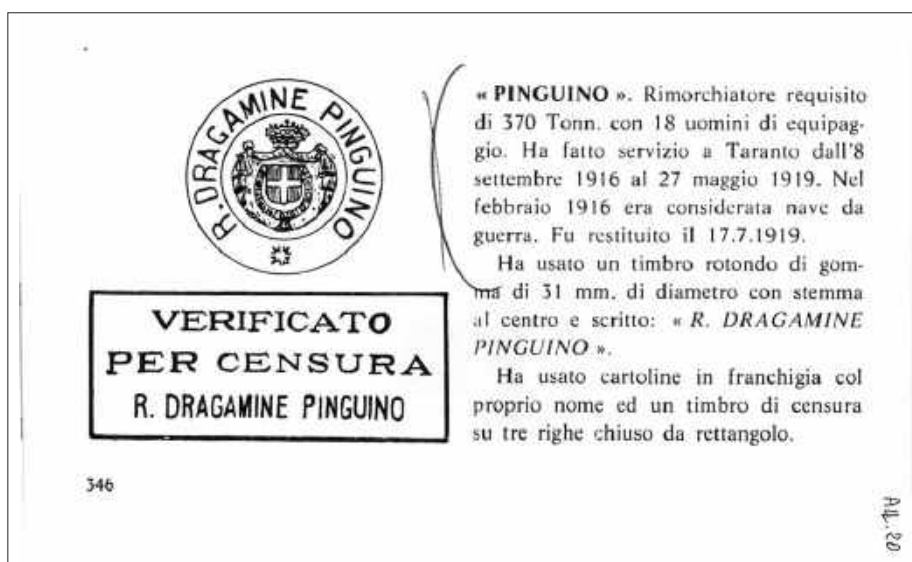 R. DRAGAMINE PINGUINO
VERIFICATO
PER CENSURA
R. DRAGAMINE PINGUINO
« PINGUINO ». Rimorchiatore requisito
di 370 Tonn. con 18 uomini di equipag-
gio. Ha fatto servizio a Taranto dall'8
settembre 1916 al 27 maggio 1919. Nel
febbraio 1916 era considerata nave da
guerra. Fu restituito il 17.7.1919.
Ha usato un timbro rotondo di gom-
ma di 31 mm. di diametro con stemma
al centro e scritto: « R. DRAGAMINE
PINGUINO ».
Ha usato cartoline in franchigia col
proprio nome ed un timbro di censura
su tre righe chiuso da rettangolo.
346
All. 20